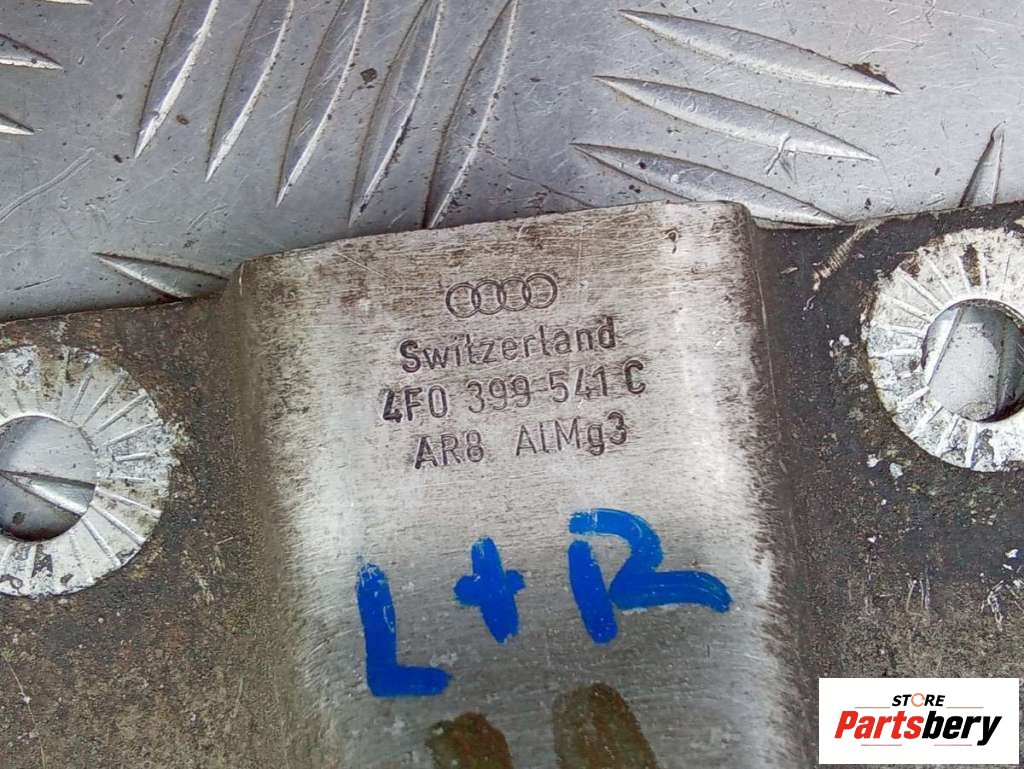 Switzerland
4F0 399 541 C
AR8 AlMg3
L+R
STORE
Partsbery